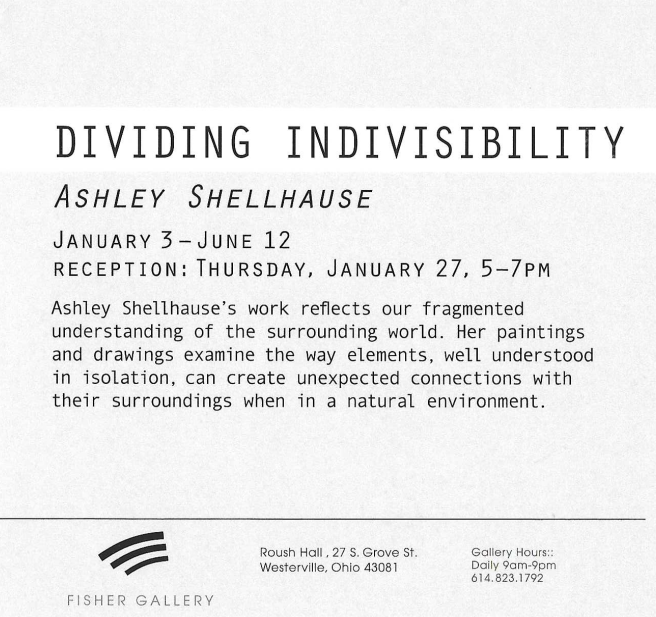 DIVIDING INDIVISIBILITY
ASHLEY SHELLHAUSE
JANUARY 3–JUNE 12
RECEPTION: THURSDAY, JANUARY 27, 5–7PM
Ashley Shellhause's work reflects our fragmented
understanding of the surrounding world. Her paintings
and drawings examine the way elements, well understood
in isolation, can create unexpected connections with
their surroundings when in a natural environment.
FISHER GALLERY
Roush Hall , 27 S. Grove St.
Westerville, Ohio 43081
Gallery Hours::
Daily 9am-9pm
614.823.1792